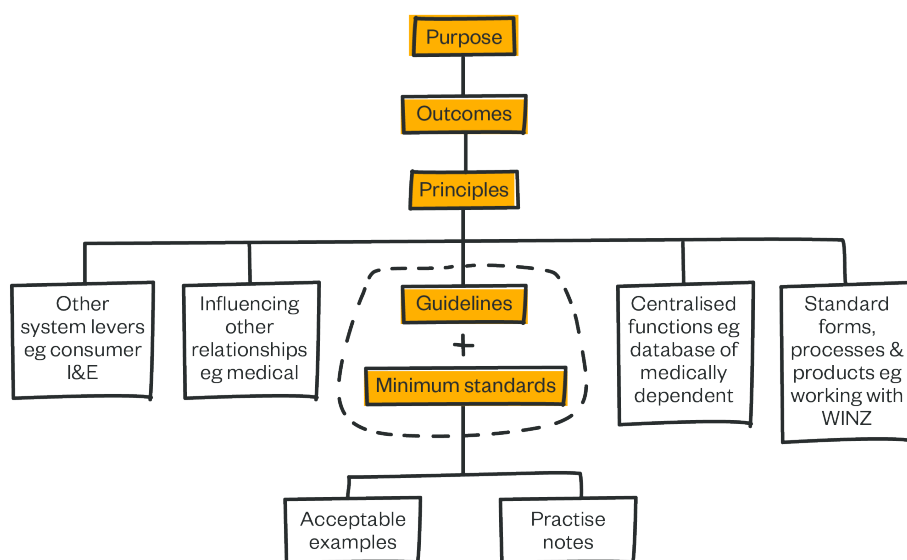 Purpose
Outcomes
Principles
Other
system levers
eg consumer
I&E
Influencing
other
relationships
eg medical
Guidelines
+
Minimum standards
Centralised
functions eg
database of
medically
dependent
Standard
forms,
processes &
products eg
working with
WINZ
Acceptable
examples
Practise
notes